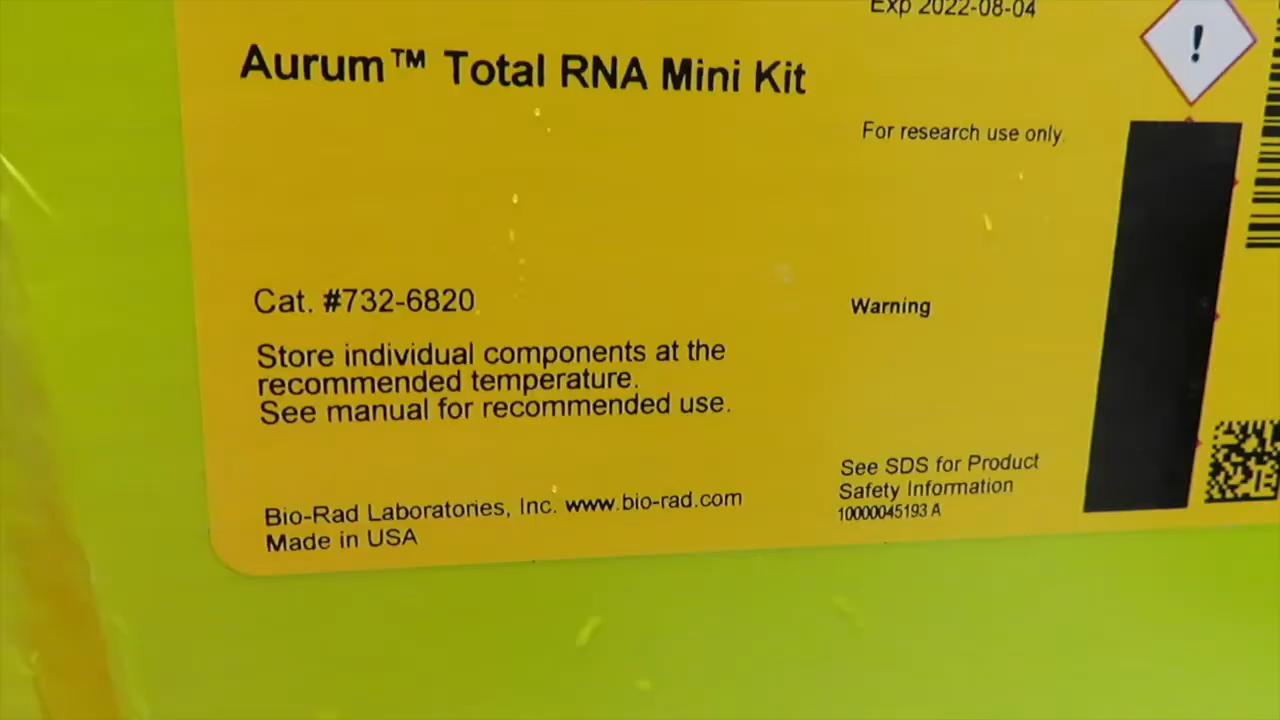 Exp 2022-08-04
Aurum™ Total RNA Mini Kit
!
For research use only.
Cat. #732-6820
Warning
Store individual components at the
recommended temperature.
See manual for recommended use.
See SDS for Product
Safety Information
10000045193 A
Bio-Rad Laboratories, Inc. www.bio-rad.com
Made in USA